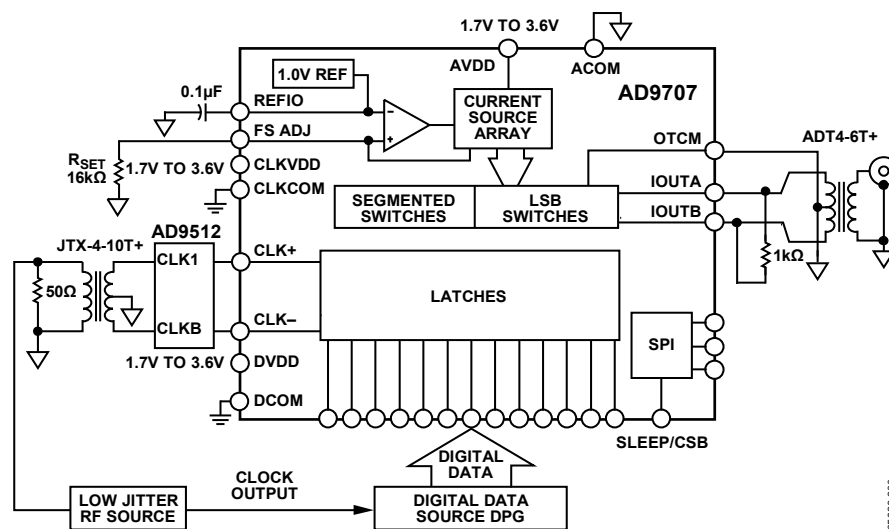 1.7V TO 3.6V
AVDD
ACOM
1.0V REF
AD9707
0.1µF
REFIO
CURRENT
SOURCE
ARRAY
FS ADJ
OTCM
ADT4-6T+
RSET
16kΩ
1.7V TO 3.6V
CLKVDD
CLKCOM
SEGMENTED
SWITCHES
LSB
SWITCHES
IOUTA
IOUTB
1kΩ
JTX-4-10T+
AD9512
CLK1
CLK+
50Ω
LATCHES
CLKB
CLK–
SPI
1.7V TO 3.6V
DVDD
DCOM
SLEEP/CSB
DIGITAL
DATA
CLOCK
OUTPUT
LOW JITTER
RF SOURCE
DIGITAL DATA
SOURCE DPG